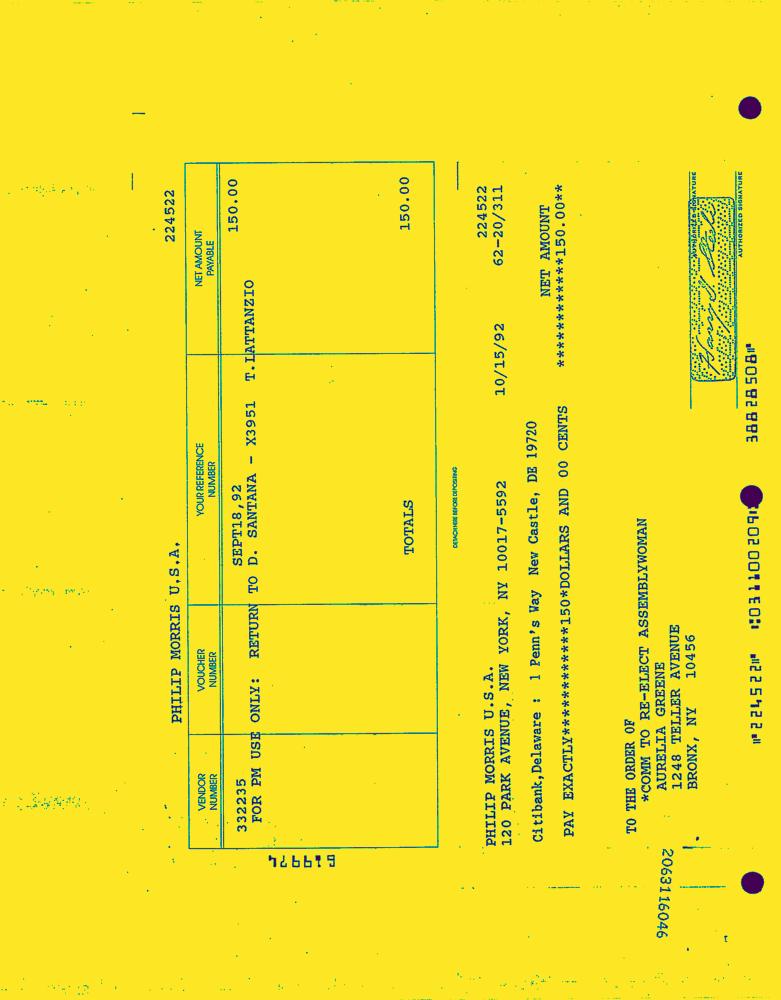 PHILIP MORRIS U.S.A.
224522
VENDOR NUMBER
VOUCHER NUMBER
YOUR REFERENCE NUMBER
NET AMOUNT PAYABLE
332235 SEPT18,92 150.00
FOR PM USE ONLY: RETURN TO D. SANTANA - X3951 T.LATTANZIO
TOTALS 150.00
619974
DETACH HERE BEFORE DEPOSITING
PHILIP MORRIS U.S.A. 224522
120 PARK AVENUE, NEW YORK, NY 10017-5592 10/15/92 62-20/311
Citibank,Delaware : 1 Penn's Way New Castle, DE 19720
NET AMOUNT
PAY EXACTLY************150*DOLLARS AND 00 CENTS *************150.00**
TO THE ORDER OF
*COMM TO RE-ELECT ASSEMBLYWOMAN
AURELIA GREENE
1248 TELLER AVENUE
BRONX, NY 10456
AUTHORIZED SIGNATURE
AUTHORIZED SIGNATURE
⑈224522⑈ ⑆031100209⑆ 38828508⑈
2063116046